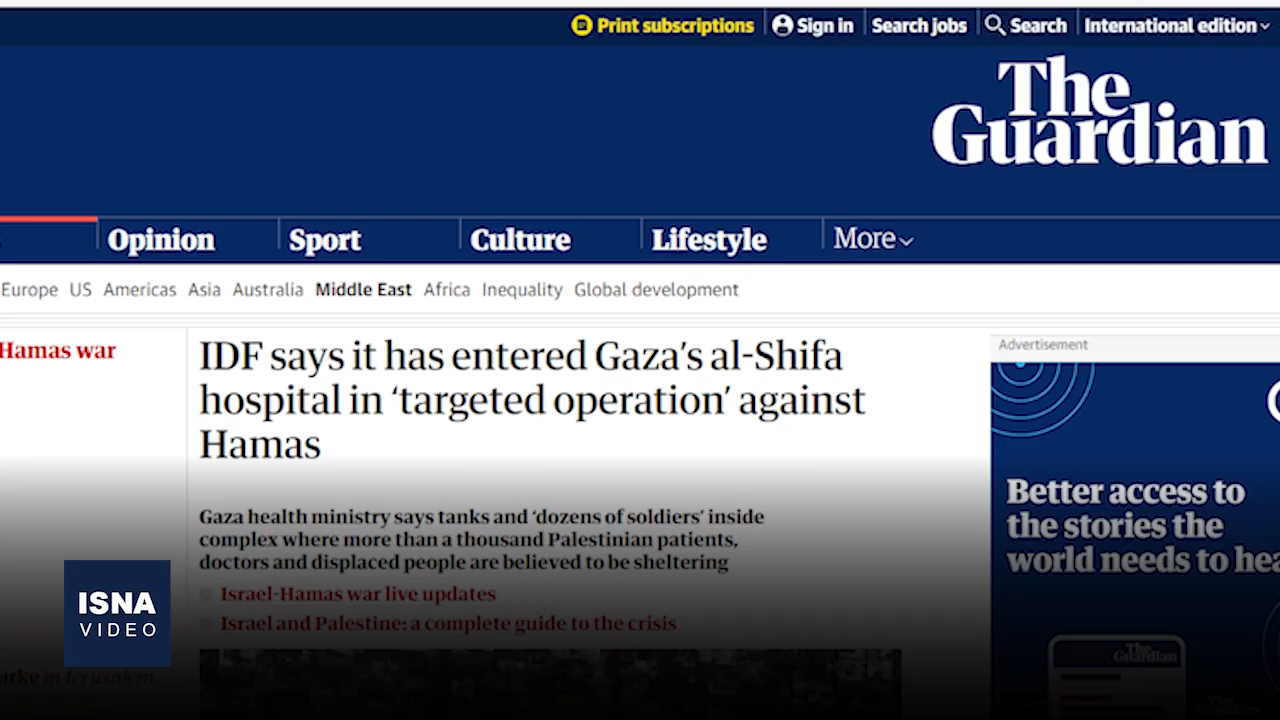 Print subscriptions
Sign in
Search jobs
Search
International edition
The
Guardian
Opinion
Sport
Culture
Lifestyle
More
Europe US Americas Asia Australia Middle East Africa Inequality Global development
Hamas war
IDF says it has entered Gaza’s al-Shifa
hospital in ‘targeted operation’ against
Hamas
Gaza health ministry says tanks and ‘dozens of soldiers’ inside
complex where more than a thousand Palestinian patients,
doctors and displaced people are believed to be sheltering
Israel-Hamas war live updates
Israel and Palestine: a complete guide to the crisis
in Jerusalem
Advertisement
Better access to
the stories the
world needs to
The
Guardian
ISNA
VIDEO